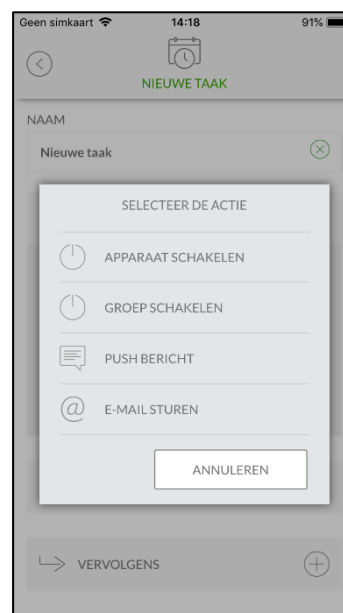 Geen simkaart 14:18 91%
NIEUWE TAAK
NAAM
Nieuwe taak
SELECTEER DE ACTIE
APPARAAT SCHAKELEN
GROEP SCHAKELEN
PUSH BERICHT
E-MAIL STUREN
ANNULEREN
VERVOLGENS